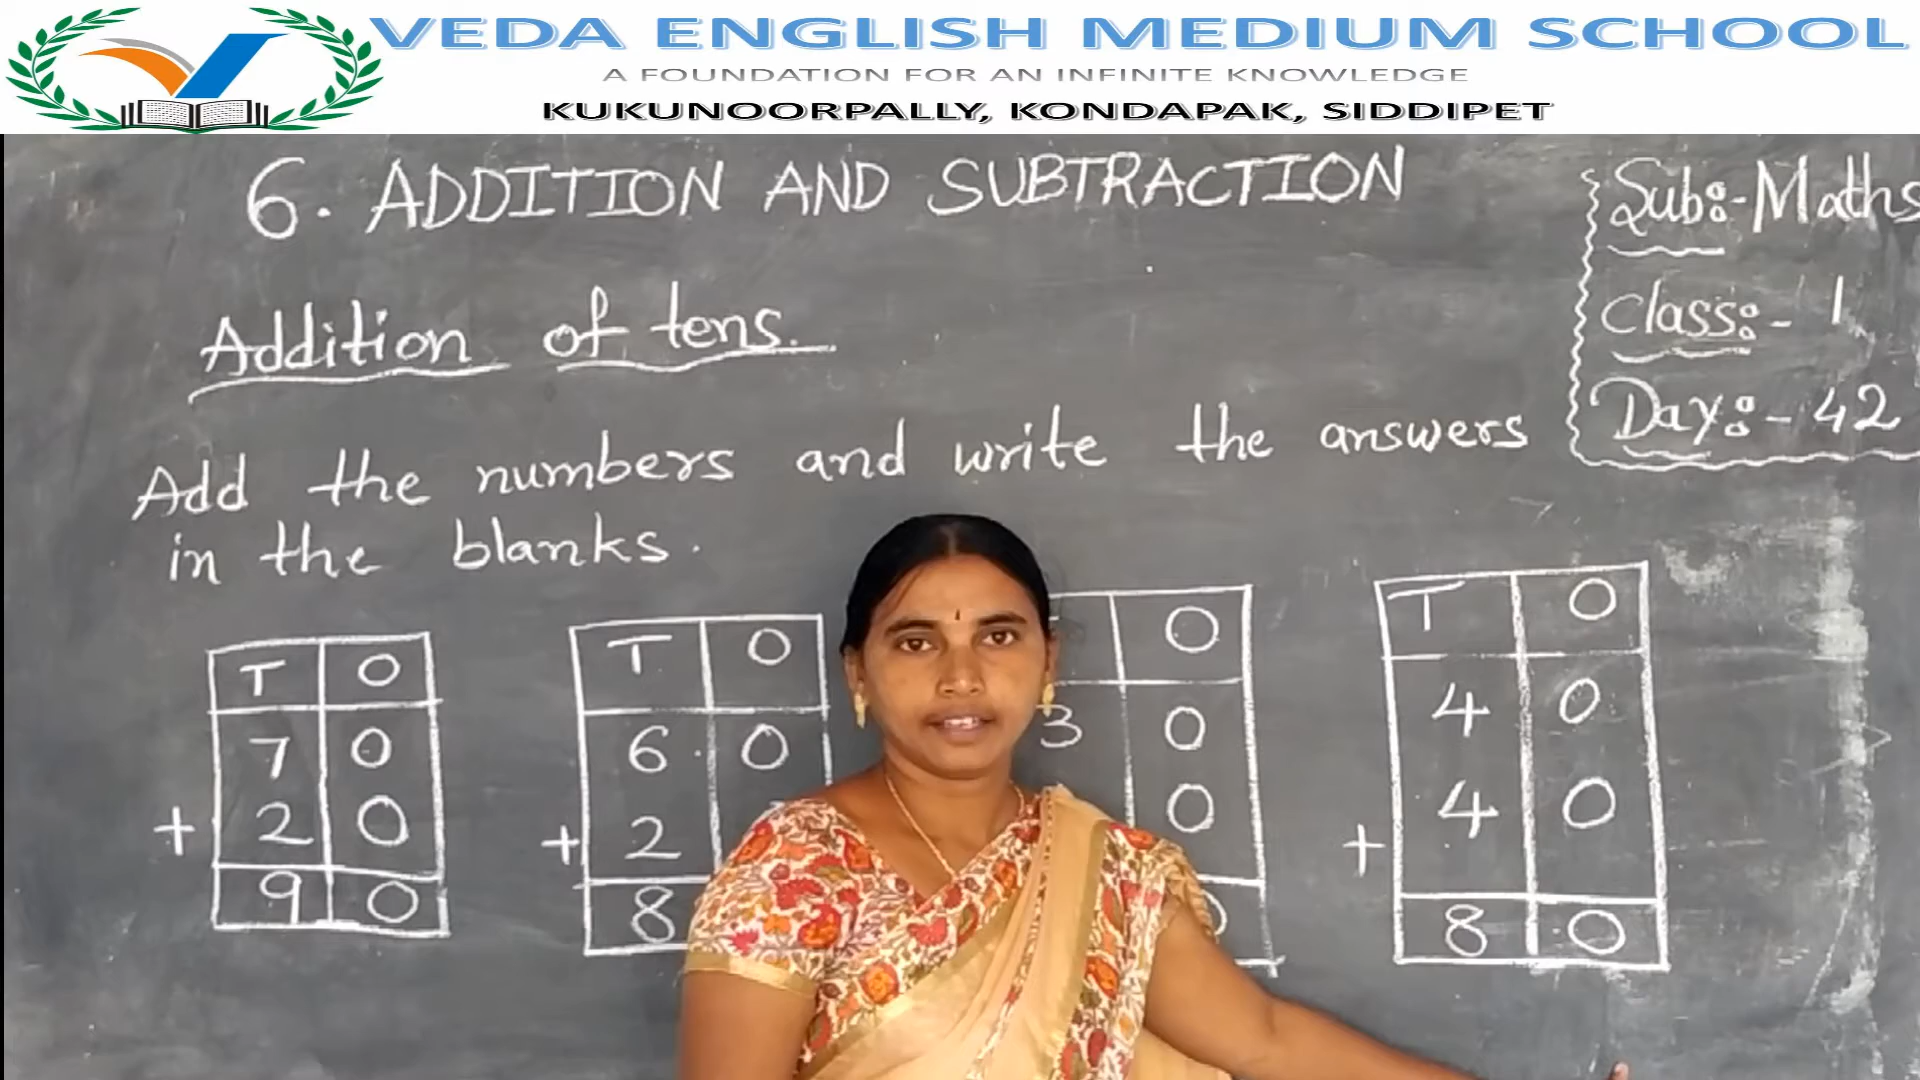 VEDA ENGLISH MEDIUM SCHOOL
A FOUNDATION FOR AN INFINITE KNOWLEDGE
KUKUNOORPALLY, KONDAPAK, SIDDIPET
6. ADDITION AND SUBTRACTION
Sub:- Maths
Class:- 1
Day:- 42
Addition of tens.
Add the numbers and write the answers
in the blanks.
T O
7 0
+ 2 0
9 0
T O
6 0
+ 2
8
O
3 0
0
T O
4 0
+ 4 0
8 0